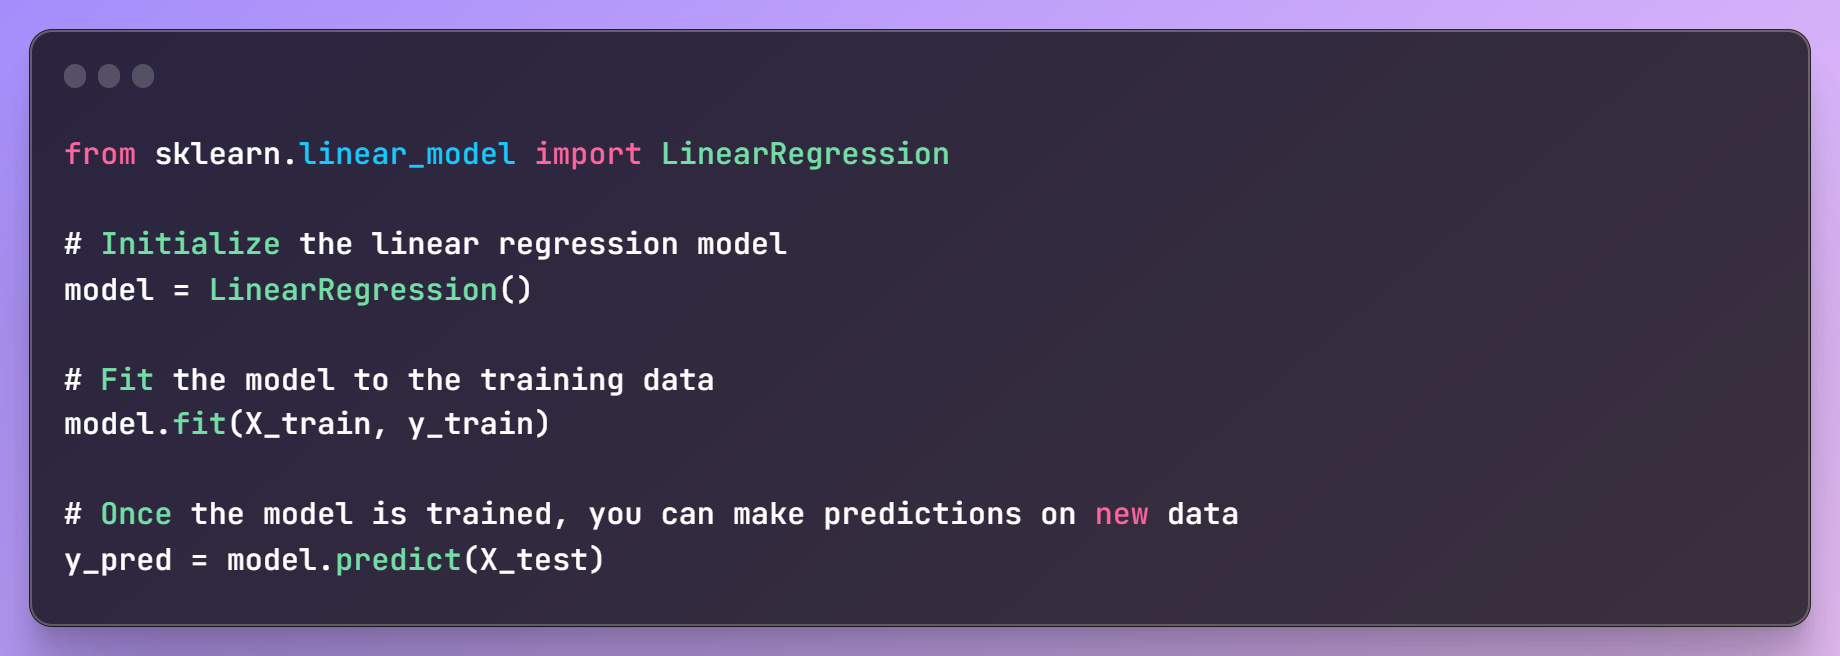 from sklearn.linear_model import LinearRegression
# Initialize the linear regression model
model = LinearRegression()
# Fit the model to the training data
model.fit(X_train, y_train)
# Once the model is trained, you can make predictions on new data
y_pred = model.predict(X_test)